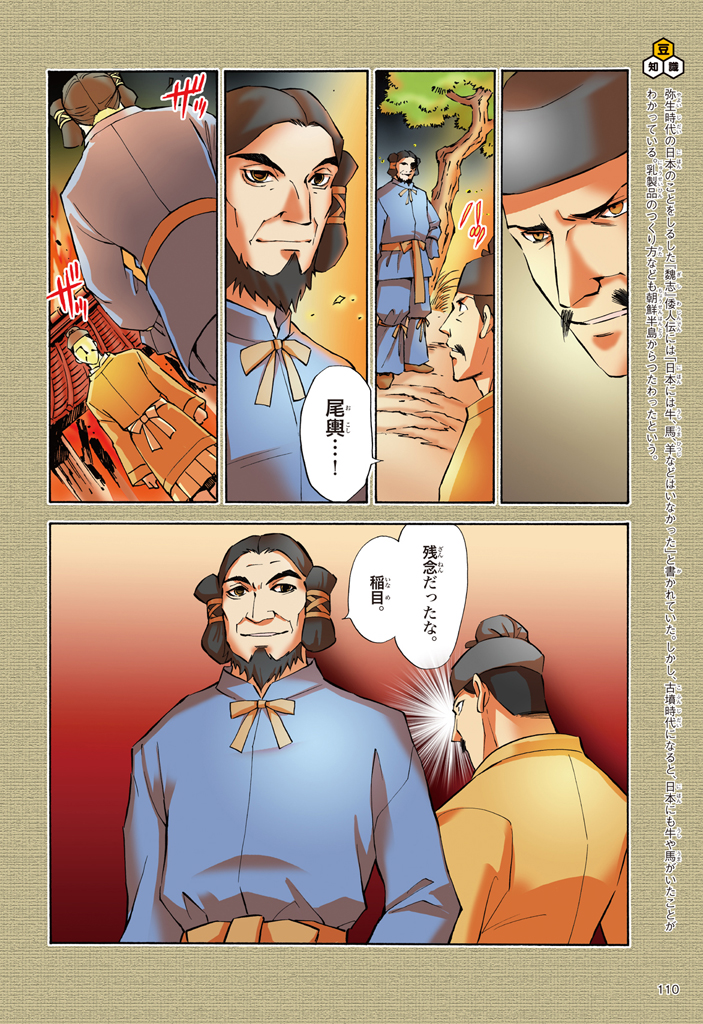 豆知識
弥生時代の日本のことをしるした『魏志』倭人伝には「日本には牛、馬、羊などはいなかった」と書かれていた。しかし、古墳時代になると、日本にも牛や馬がいたことが
わかっている。乳製品のつくり方なども朝鮮半島からつたわったという。
尾輿…!
ザッ
ザッ
残念だったな。
稲目。
110